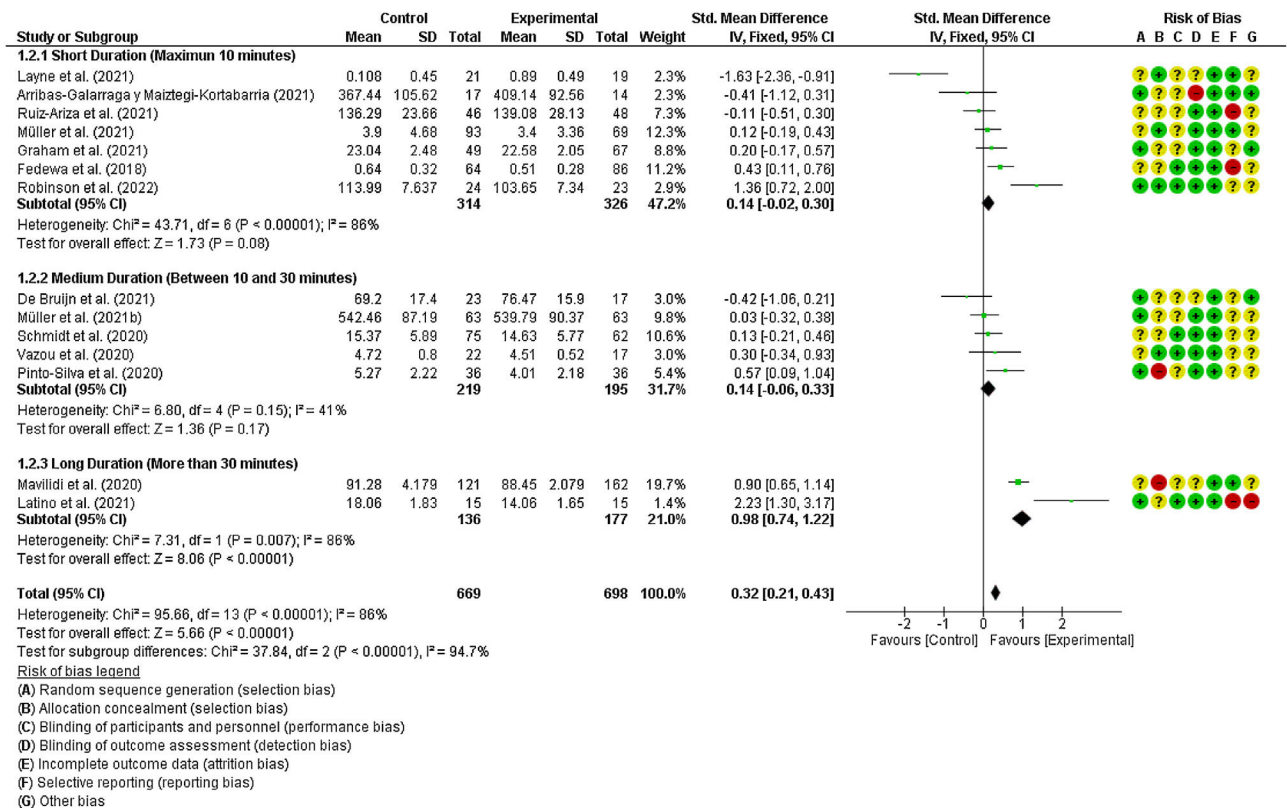 Control Experimental Std. Mean Difference Std. Mean Difference Risk of Bias
Study or Subgroup Mean SD Total Mean SD Total Weight IV, Fixed, 95% CI IV, Fixed, 95% CI A B C D E F G
1.2.1 Short Duration (Maximun 10 minutes)
Layne et al. (2021) 0.108 0.45 21 0.89 0.49 19 2.3% -1.63 [-2.36, -0.91] ? + ? + + − +
Arribas-Galarraga y Maiztegi-Kortabarria (2021) 367.44 105.62 17 409.14 92.56 14 2.3% -0.41 [-1.12, 0.31] + ? ? − + + +
Ruiz-Ariza et al. (2021) 136.29 23.66 46 139.08 28.13 48 7.3% -0.11 [-0.51, 0.30] ? ? ? + + − ?
Müller et al. (2021) 3.9 4.68 93 3.4 3.36 69 12.3% 0.12 [-0.19, 0.43] + ? ? + + ? ?
Graham et al. (2021) 23.04 2.48 49 22.58 2.05 67 8.8% 0.20 [-0.17, 0.57] + ? ? + + ? +
Fedewa et al. (2018) 0.64 0.32 64 0.51 0.28 86 11.2% 0.43 [0.11, 0.76] ? ? ? + + − ?
Robinson et al. (2022) 113.99 7.637 24 103.65 7.34 23 2.9% 1.36 [0.72, 2.00] + + + + + ? ?
Subtotal (95% CI) 314 326 47.2% 0.14 [-0.02, 0.30]
Heterogeneity: Chi² = 43.71, df = 6 (P < 0.00001); I² = 86%
Test for overall effect: Z = 1.73 (P = 0.08)
1.2.2 Medium Duration (Between 10 and 30 minutes)
De Bruijn et al. (2021) 69.2 17.4 23 76.47 15.9 17 3.0% -0.42 [-1.06, 0.21] + ? ? ? + ? +
Müller et al. (2021b) 542.46 87.19 63 539.79 90.37 63 9.8% 0.03 [-0.32, 0.38] + ? ? + + ? ?
Schmidt et al. (2020) 15.37 5.89 75 14.63 5.77 62 10.6% 0.13 [-0.21, 0.46] ? ? + + + ? ?
Vazou et al. (2020) 4.72 0.8 22 4.51 0.52 17 3.0% 0.30 [-0.34, 0.93] ? + + + + ? ?
Pinto-Silva et al. (2020) 5.27 2.22 36 4.01 2.18 36 5.4% 0.57 [0.09, 1.04] + − ? + + ? ?
Subtotal (95% CI) 219 195 31.7% 0.14 [-0.06, 0.33]
Heterogeneity: Chi² = 6.80, df = 4 (P = 0.15); I² = 41%
Test for overall effect: Z = 1.36 (P = 0.17)
1.2.3 Long Duration (More than 30 minutes)
Mavilidi et al. (2020) 91.28 4.179 121 88.45 2.079 162 19.7% 0.90 [0.65, 1.14] ? − ? ? + + ?
Latino et al. (2021) 18.06 1.83 15 14.06 1.65 15 1.4% 2.23 [1.30, 3.17] + ? + + + − −
Subtotal (95% CI) 136 177 21.0% 0.98 [0.74, 1.22]
Heterogeneity: Chi² = 7.31, df = 1 (P = 0.007); I² = 86%
Test for overall effect: Z = 8.06 (P < 0.00001)
Total (95% CI) 669 698 100.0% 0.32 [0.21, 0.43]
Heterogeneity: Chi² = 95.66, df = 13 (P < 0.00001); I² = 86%
Test for overall effect: Z = 5.66 (P < 0.00001)
Test for subgroup differences: Chi² = 37.84, df = 2 (P < 0.00001), I² = 94.7%
-2 -1 0 1 2
Favours [Control] Favours [Experimental]
Risk of bias legend
(A) Random sequence generation (selection bias)
(B) Allocation concealment (selection bias)
(C) Blinding of participants and personnel (performance bias)
(D) Blinding of outcome assessment (detection bias)
(E) Incomplete outcome data (attrition bias)
(F) Selective reporting (reporting bias)
(G) Other bias